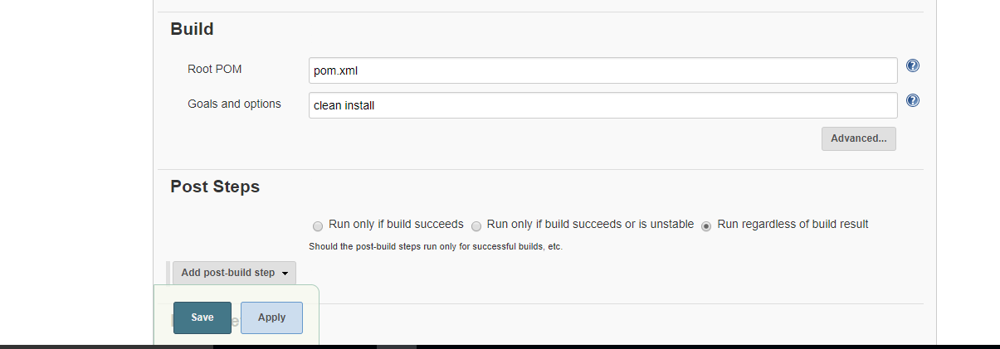 Build
Root POM
pom.xml
Goals and options
clean install
Advanced...
Post Steps
Run only if build succeeds Run only if build succeeds or is unstable Run regardless of build result
Should the post-build steps run only for successful builds, etc.
Add post-build step
Save Apply